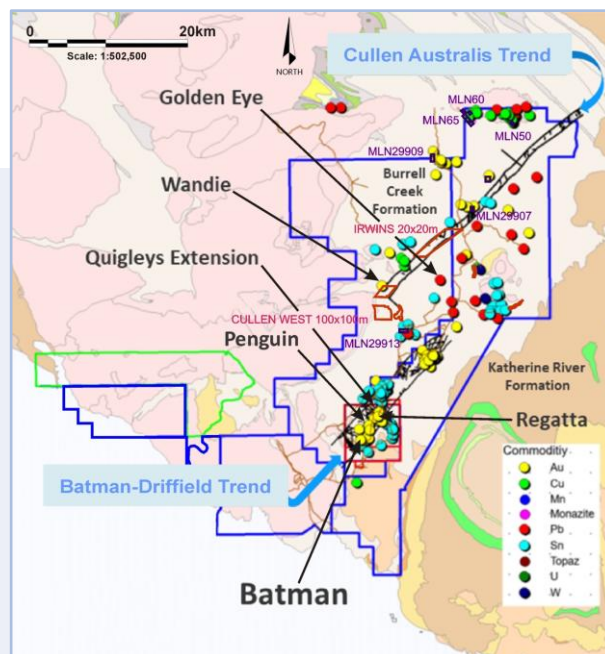 0
20km
Scale: 1:502,500
NORTH
Cullen Australis Trend
Golden Eye
MLN60
MLN65
MLN50
MLN29909
Wandie
Burrell
Creek
Formation
MLN29907
IRWINS 20x20m
Quigleys Extension
CULLEN WEST 100x100m
Penguin
MLN29913
Katherine River
Formation
Regatta
Batman-Driffield Trend
Batman
Commoditiy
Au
Cu
Mn
Monazite
Pb
Sn
Topaz
U
W